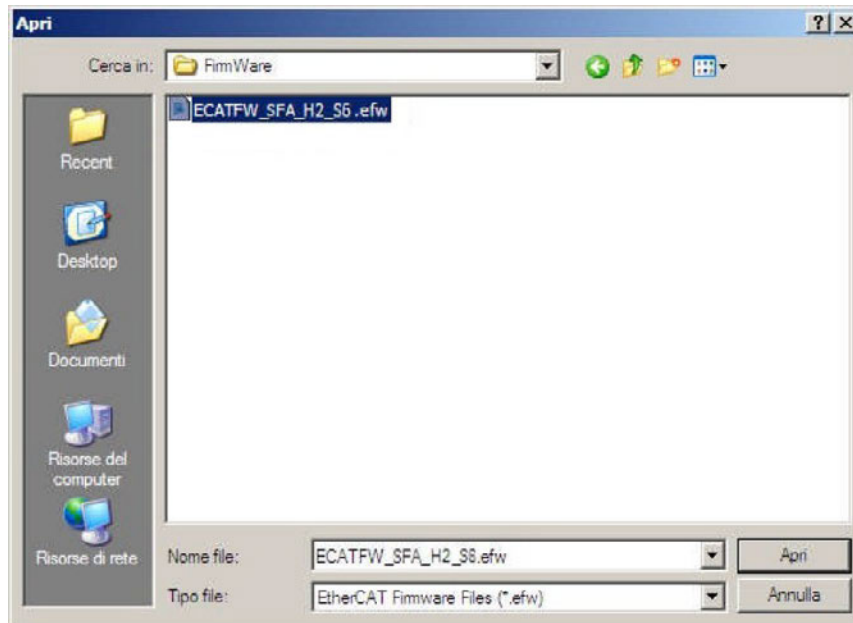 Apri
Cerca in: FirmWare
ECATFW_SFA_H2_S6 .efw
Recent
Desktop
Documenti
Risorse del
computer
Risorse di rete
Nome file: ECATFW_SFA_H2_S6.efw Apri
Tipo file: EtherCAT Firmware Files (*.efw) Annulla